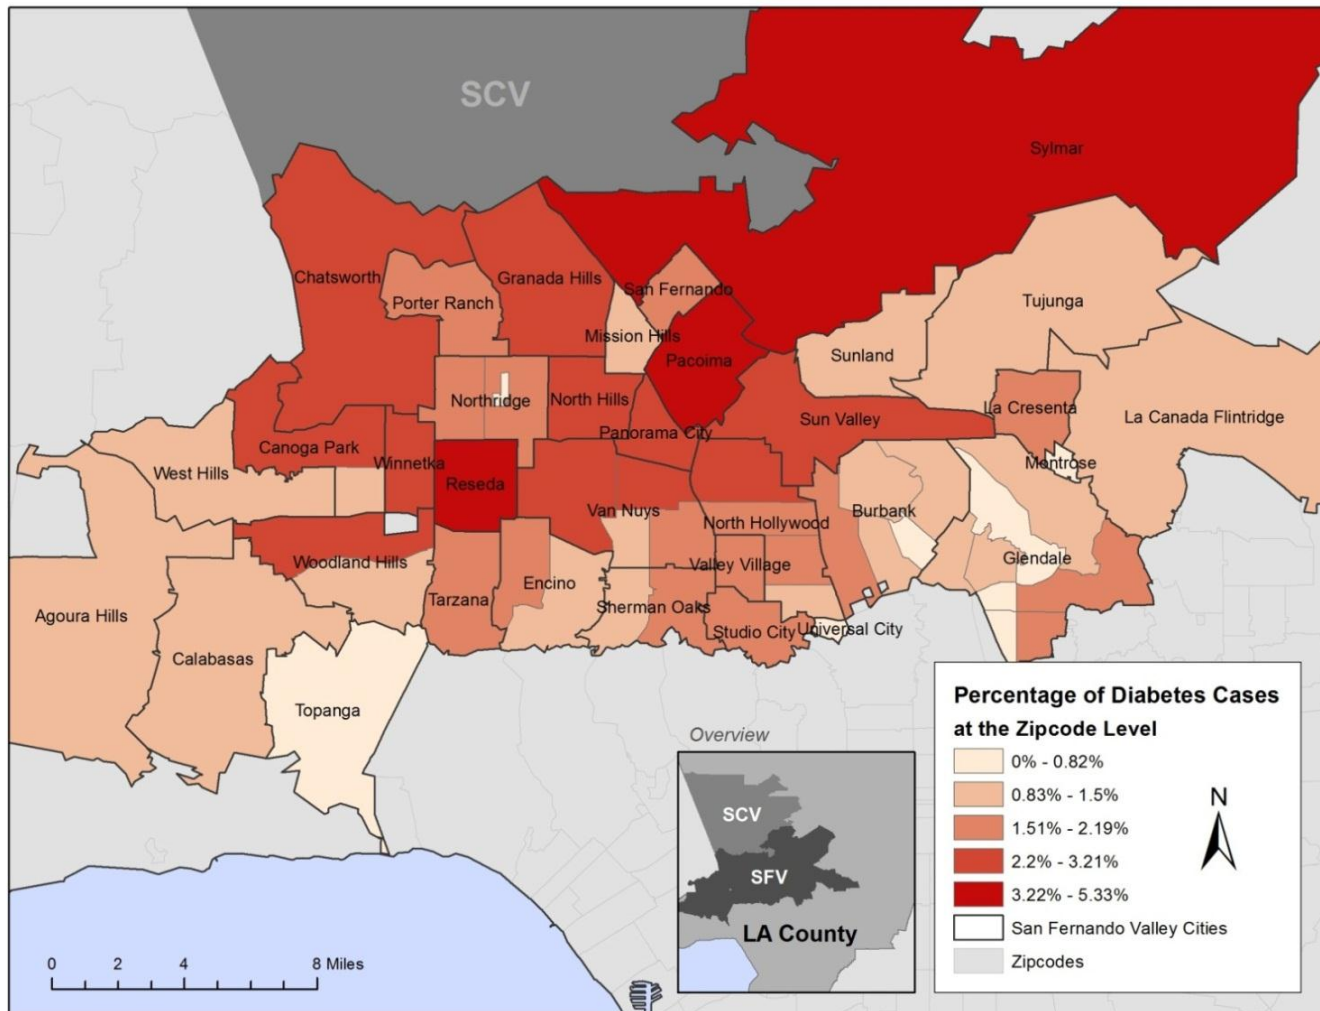 SCV
Sylmar
Chatsworth
Granada Hills
San Fernando
Porter Ranch
Tujunga
Mission Hills
Sunland
Pacoima
Northridge
North Hills
La Cresenta
La Canada Flintridge
Sun Valley
Panorama City
Canoga Park
Winnetka
Montrose
West Hills
Reseda
Van Nuys
Burbank
North Hollywood
Woodland Hills
Valley Village
Glendale
Encino
Tarzana
Sherman Oaks
Agoura Hills
Studio City
Universal City
Calabasas
Topanga
Overview
SCV
SFV
LA County
Percentage of Diabetes Cases
at the Zipcode Level
0% - 0.82%
0.83% - 1.5%
1.51% - 2.19%
2.2% - 3.21%
3.22% - 5.33%
San Fernando Valley Cities
Zipcodes
N
0 2 4 8 Miles